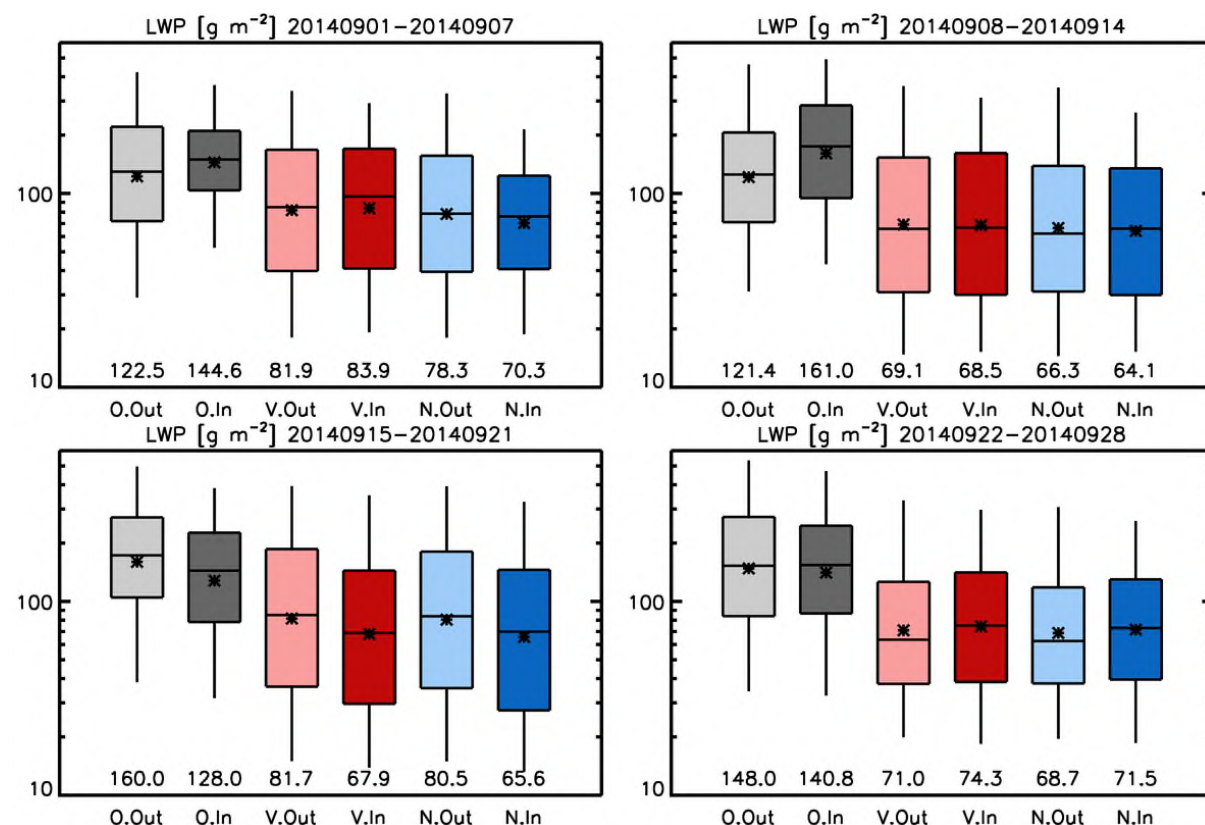 LWP [g m⁻²] 20140901−20140907
100
10
122.5 144.6 81.9 83.9 78.3 70.3
O.Out O.In V.Out V.In N.Out N.In
LWP [g m⁻²] 20140908−20140914
100
10
121.4 161.0 69.1 68.5 66.3 64.1
O.Out O.In V.Out V.In N.Out N.In
LWP [g m⁻²] 20140915−20140921
100
10
160.0 128.0 81.7 67.9 80.5 65.6
O.Out O.In V.Out V.In N.Out N.In
LWP [g m⁻²] 20140922−20140928
100
10
148.0 140.8 71.0 74.3 68.7 71.5
O.Out O.In V.Out V.In N.Out N.In